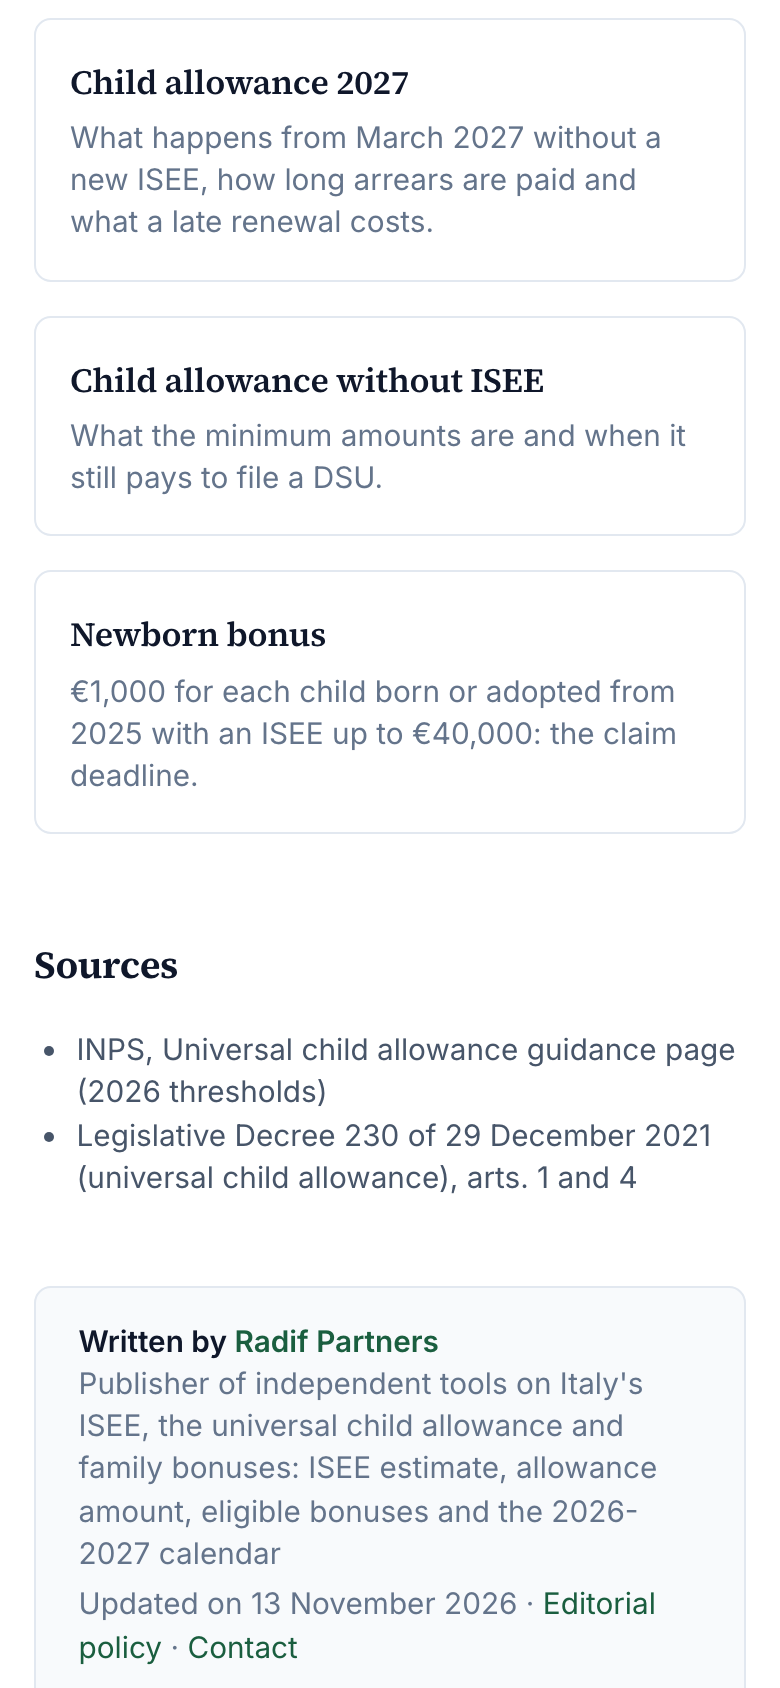 Child allowance 2027
What happens from March 2027 without a
new ISEE, how long arrears are paid and
what a late renewal costs.
Child allowance without ISEE
What the minimum amounts are and when it
still pays to file a DSU.
Newborn bonus
€1,000 for each child born or adopted from
2025 with an ISEE up to €40,000: the claim
deadline.
Sources
• INPS, Universal child allowance guidance page
(2026 thresholds)
• Legislative Decree 230 of 29 December 2021
(universal child allowance), arts. 1 and 4
Written by Radif Partners
Publisher of independent tools on Italy's
ISEE, the universal child allowance and
family bonuses: ISEE estimate, allowance
amount, eligible bonuses and the 2026-
2027 calendar
Updated on 13 November 2026 · Editorial
policy · Contact